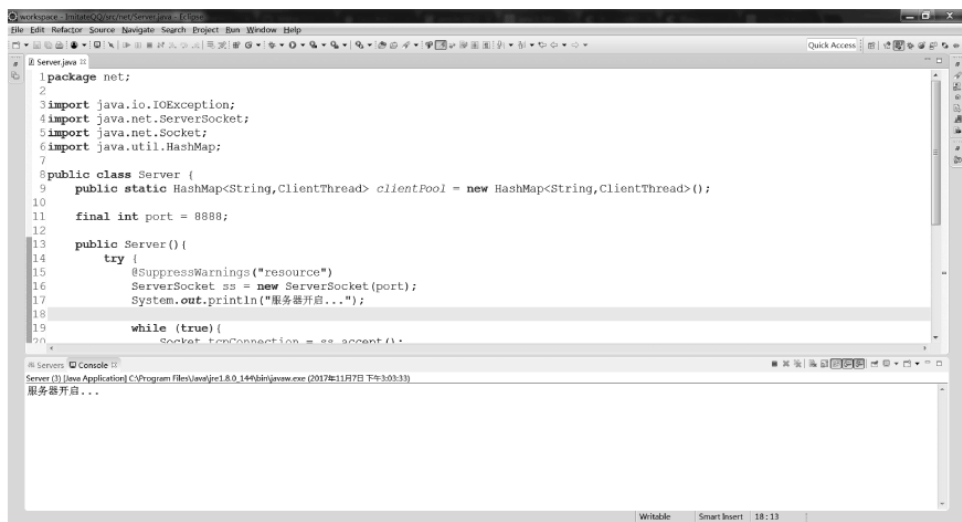 workspace - ImitateQQ/src/net/Server.java - Eclipse
File Edit Refactor Source Navigate Search Project Run Window Help
Quick Access
Server.java
1 package net;
2
3 import java.io.IOException;
4 import java.net.ServerSocket;
5 import java.net.Socket;
6 import java.util.HashMap;
7
8 public class Server {
9 public static HashMap<String,ClientThread> clientPool = new HashMap<String,ClientThread>();
10
11 final int port = 8888;
12
13 public Server(){
14 try {
15 @SuppressWarnings("resource")
16 ServerSocket ss = new ServerSocket(port);
17 System.out.println("服务器开启...");
18
19 while (true){
20 Socket tcpConnection = ss.accept();
Servers Console
Server (3) [Java Application] C:\Program Files\Java\jre1.8.0_144\bin\javaw.exe (2017年11月7日 下午3:03:33)
服务器开启...
Writable Smart Insert 18:13